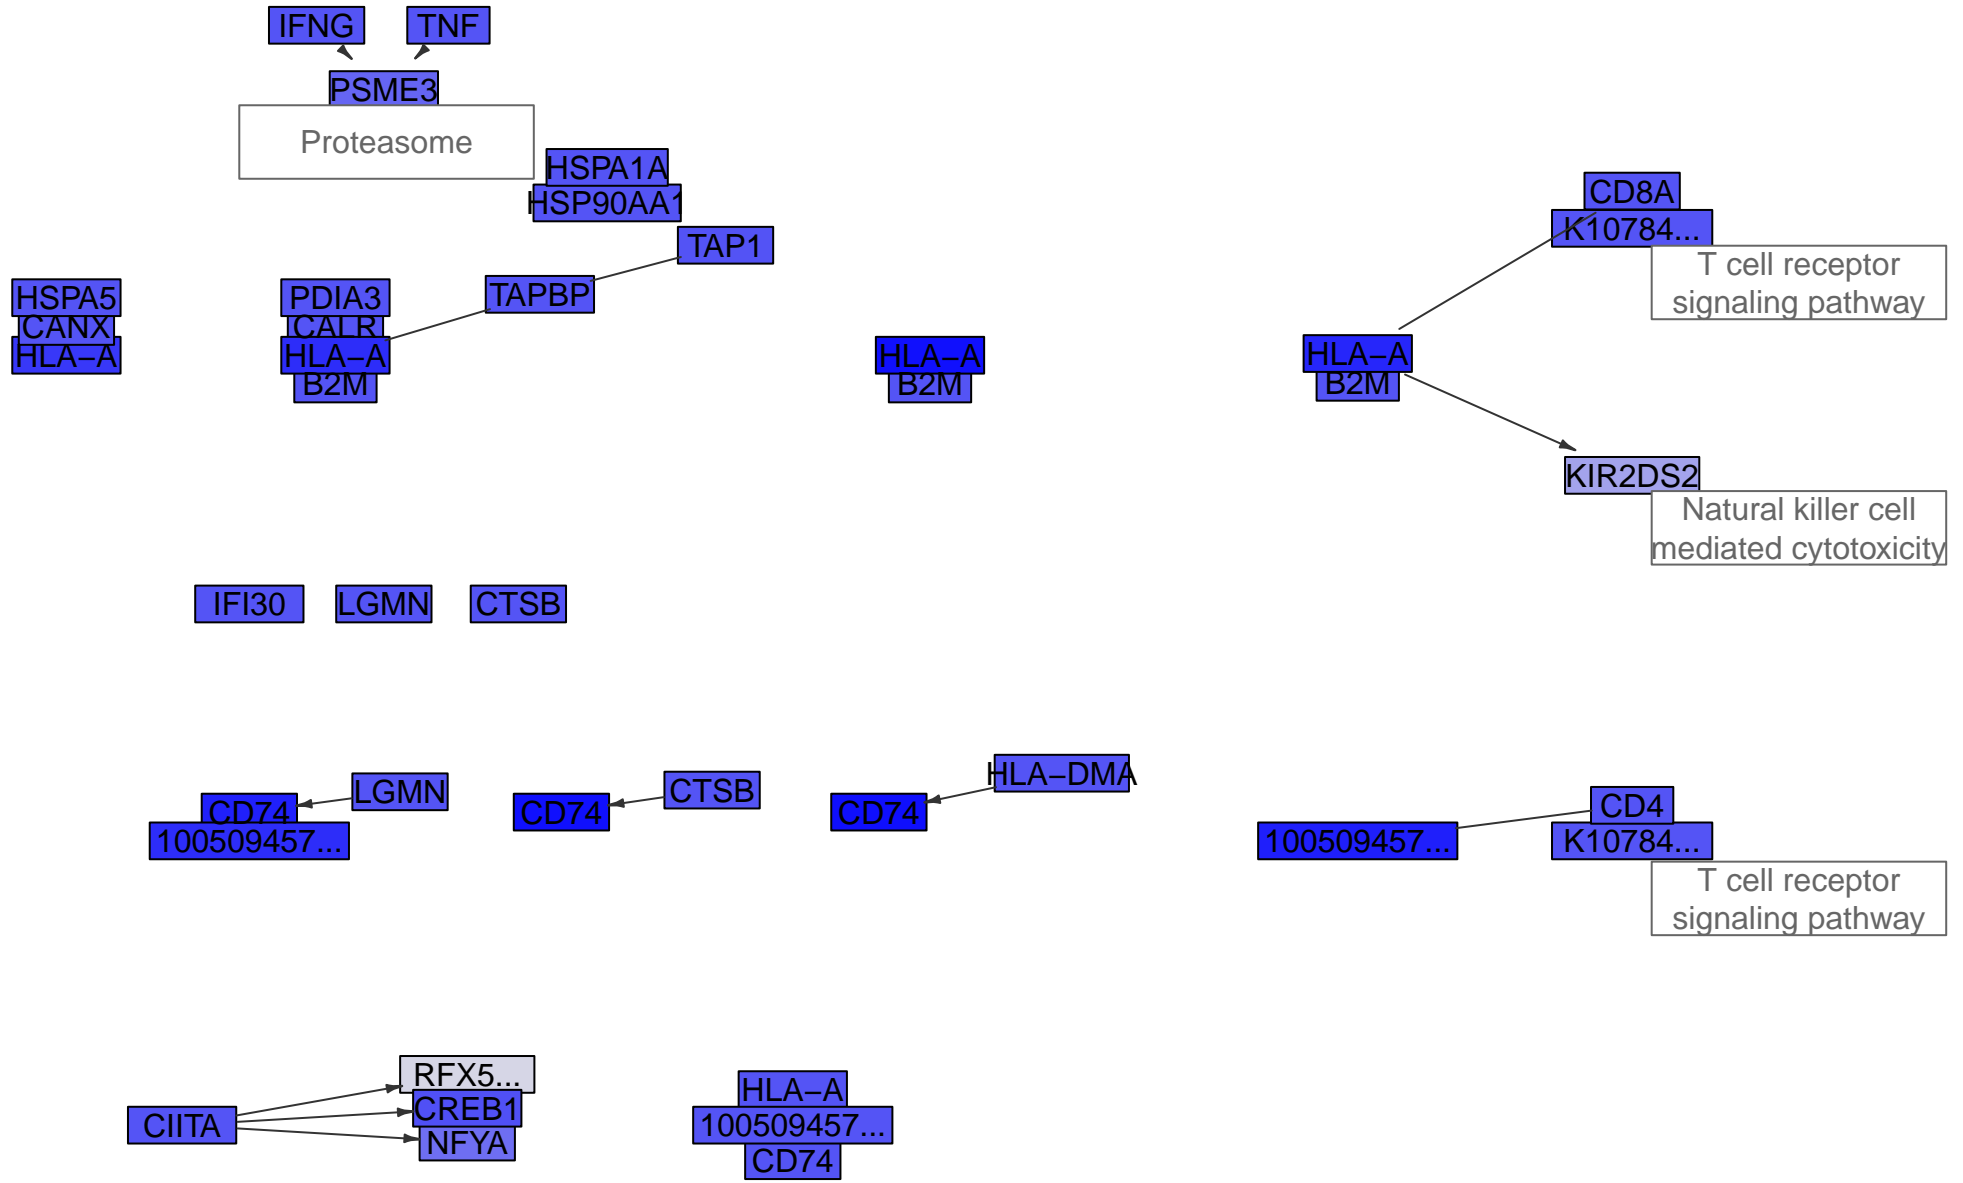 IFNG
TNF
PSME3
Proteasome
HSPA1A
HSP90AA1
CD8A
K10784...
TAP1
T cell receptor
signaling pathway
HSPA5
PDIA3
TAPBP
CANX
CALR
HLA−A
HLA−A
HLA−A
HLA−A
B2M
B2M
B2M
KIR2DS2
Natural killer cell
mediated cytotoxicity
IFI30
LGMN
CTSB
HLA−DMA
LGMN
CTSB
CD74
CD74
CD74
CD4
100509457...
100509457...
K10784...
T cell receptor
signaling pathway
RFX5...
HLA−A
CREB1
CIITA
100509457...
NFYA
CD74